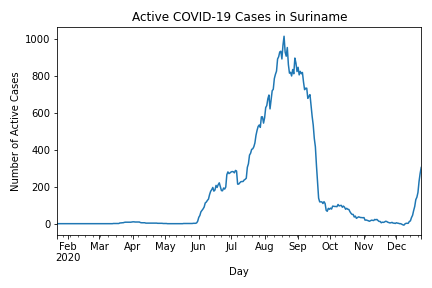 Active COVID-19 Cases in Suriname
Number of Active Cases
1000
800
600
400
200
0
Feb Mar Apr May Jun Jul Aug Sep Oct Nov Dec
2020
Day